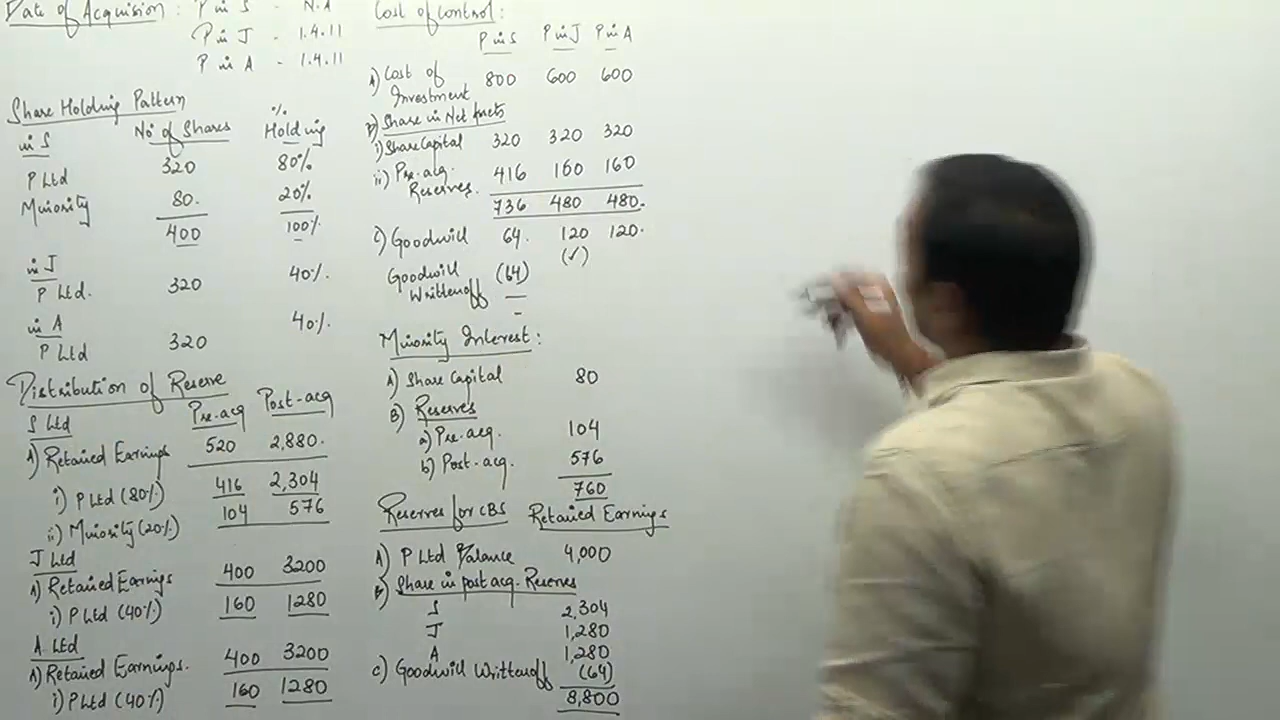 Date of Acquision : P in S - N.A
P in J - 1.4.11
P in A - 1.4.11
Share Holding Pattern
in S No of Shares % Holding
P Ltd 320 80%
Minority 80. 20%
400 100%
in J
P Ltd. 320 40%
in A
P Ltd 320 40%
Distribution of Reserve
S Ltd Pre-acq Post-acq
A) Retained Earnings 520 2,880.
i) P Ltd (80%) 416 2,304
ii) Minority (20%) 104 576
J Ltd
A) Retained Earnings 400 3200
i) P Ltd (40%) 160 1280
A Ltd
A) Retained Earnings. 400 3200
i) P Ltd (40%) 160 1280
Cost of Control :
P in S P in J P in A
A) Cost of
Investment 800 600 600
B) Share in Net Assets
i) Share Capital 320 320 320
ii) Pre-acq.
Reserves. 416 160 160
736 480 480.
C) Goodwill 64. 120 120.
(✓)
Goodwill
Writtenoff (64)
-
Minority Interest :
A) Share Capital 80
B) Reserves
a) Pre-acq. 104
b) Post-acq. 576
760
Reserves for CBS Retained Earnings
A) P Ltd Balance 4,000
B) Share in post acq. Reserves
S 2,304
J 1,280
A 1,280
C) Goodwill Writtenoff (64)
8,800